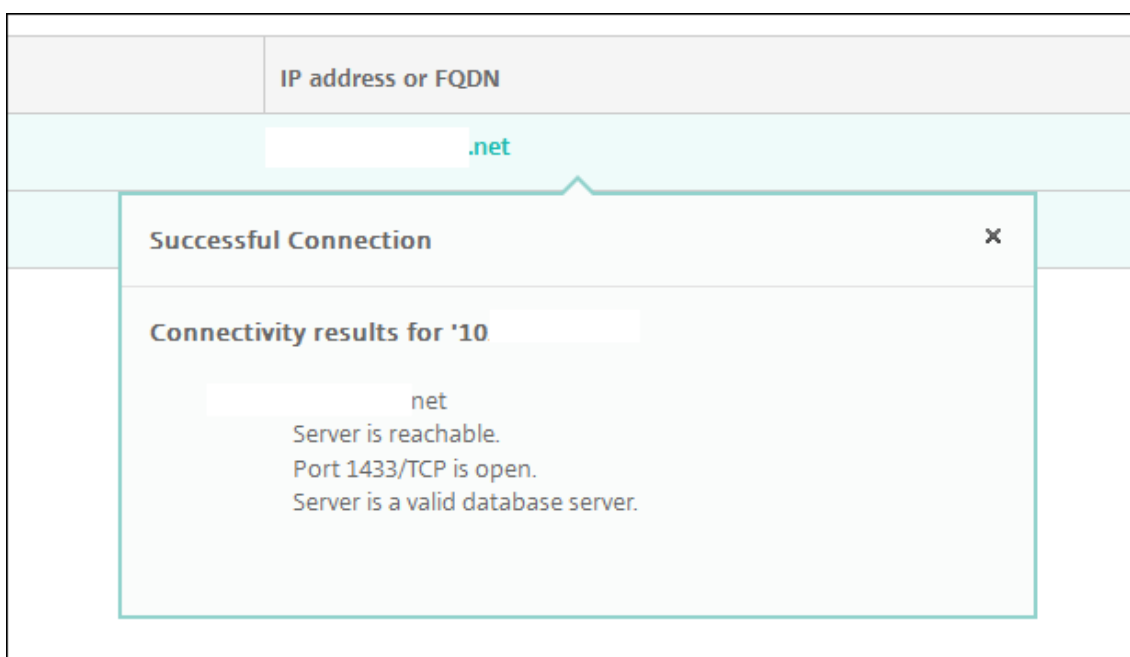 IP address or FQDN
.net
Successful Connection
×
Connectivity results for '10
net
Server is reachable.
Port 1433/TCP is open.
Server is a valid database server.